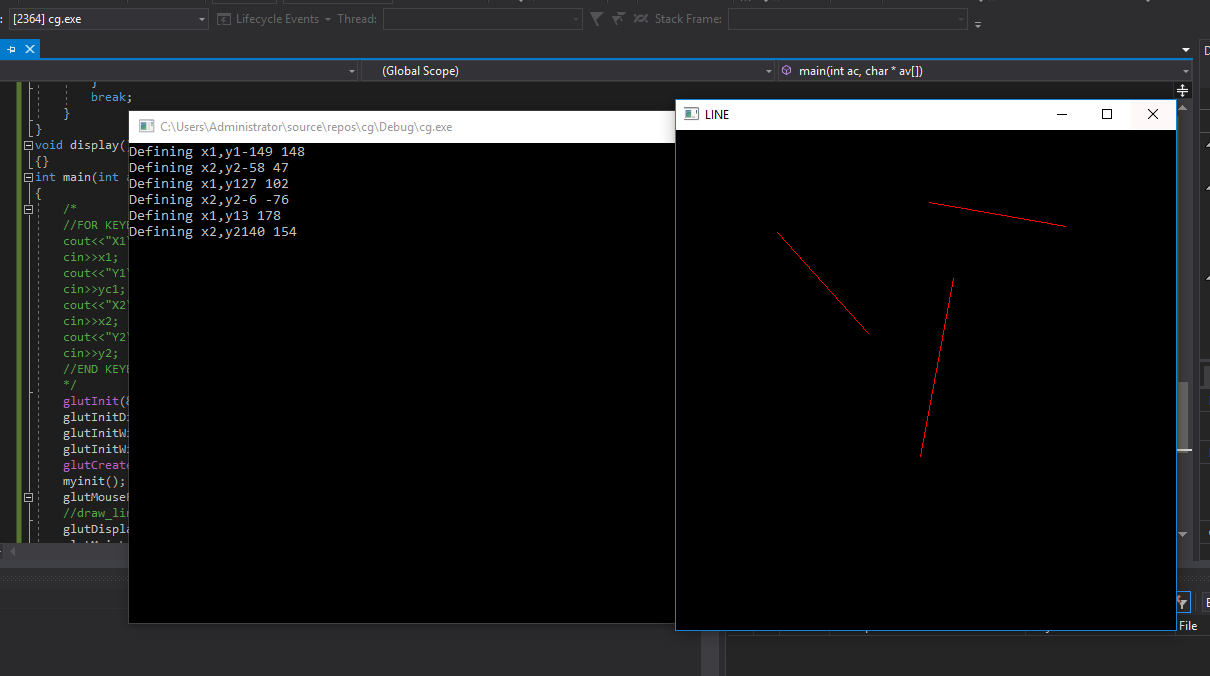 [2364] cg.exe
Lifecycle Events
Thread:
Stack Frame:
(Global Scope)
main(int ac, char * av[])
}
break;
}
}
void display(
{}
int main(int
{
/*
//FOR KEY
cout<<"X1
cin>>x1;
cout<<"Y1
cin>>yc1;
cout<<"X2
cin>>x2;
cout<<"Y2
cin>>y2;
//END KEY
*/
glutInit(
glutInitDi
glutInitWi
glutInitWi
glutCreate
myinit();
glutMouse
//draw_li
glutDispla
C:\Users\Administrator\source\repos\cg\Debug\cg.exe
Defining x1,y1-149 148
Defining x2,y2-58 47
Defining x1,y127 102
Defining x2,y2-6 -76
Defining x1,y13 178
Defining x2,y2140 154
LINE
File